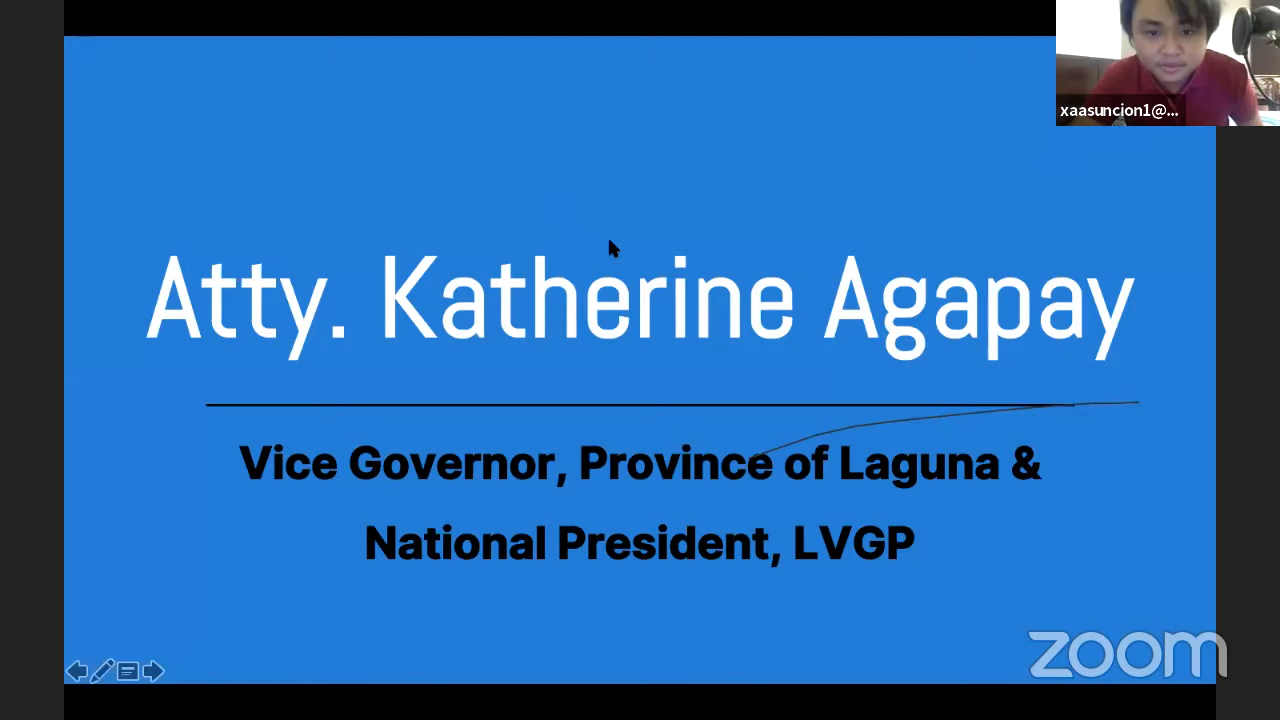 xaasuncion1@...
Atty. Katherine Agapay
Vice Governor, Province of Laguna &
National President, LVGP
zoom